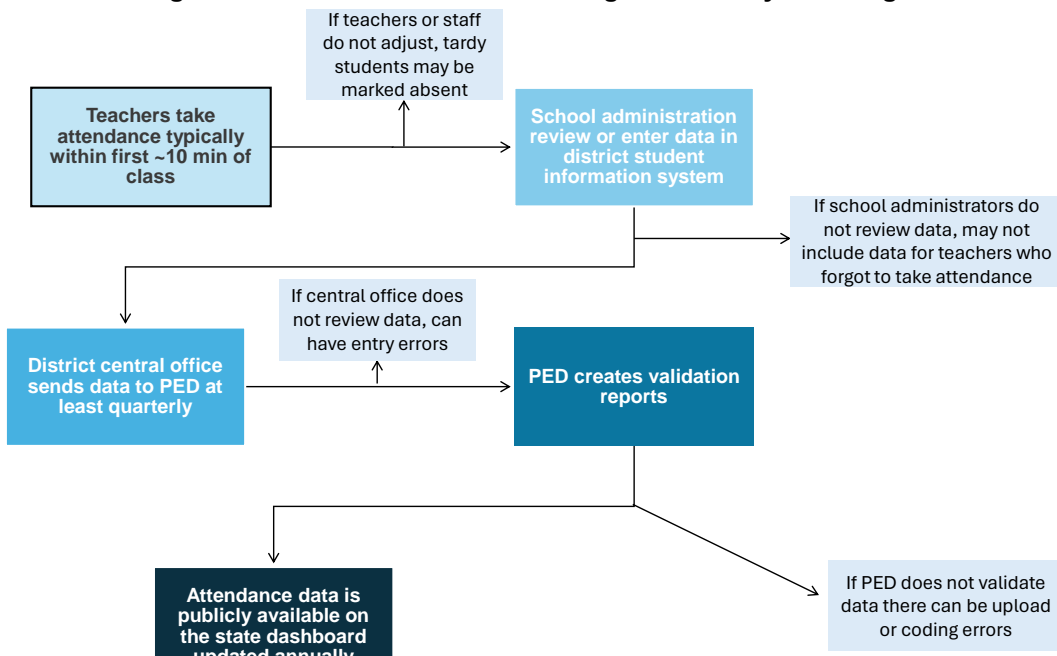 If teachers or staff
do not adjust, tardy
students may be
marked absent
Teachers take
attendance typically
within first ~10 min of
class
School administration
review or enter data in
district student
information system
If school administrators do
not review data, may not
include data for teachers who
forgot to take attendance
If central office does
not review data, can
have entry errors
District central office
sends data to PED at
least quarterly
PED creates validation
reports
Attendance data is
publicly available on
the state dashboard
updated annually
If PED does not validate
data there can be upload
or coding errors